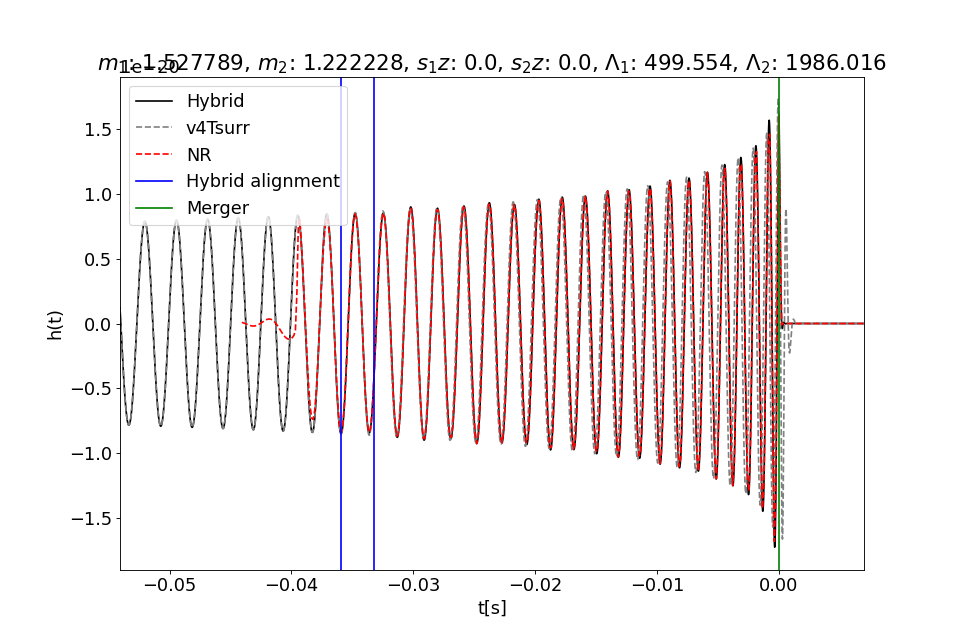 m₁: 1.527789, m₂: 1.222228, s₁z: 0.0, s₂z: 0.0, Λ₁: 499.554, Λ₂: 1986.016
1e−20
Hybrid
v4Tsurr
NR
Hybrid alignment
Merger
1.5
1.0
0.5
0.0
−0.5
−1.0
−1.5
h(t)
−0.05 −0.04 −0.03 −0.02 −0.01 0.00
t[s]